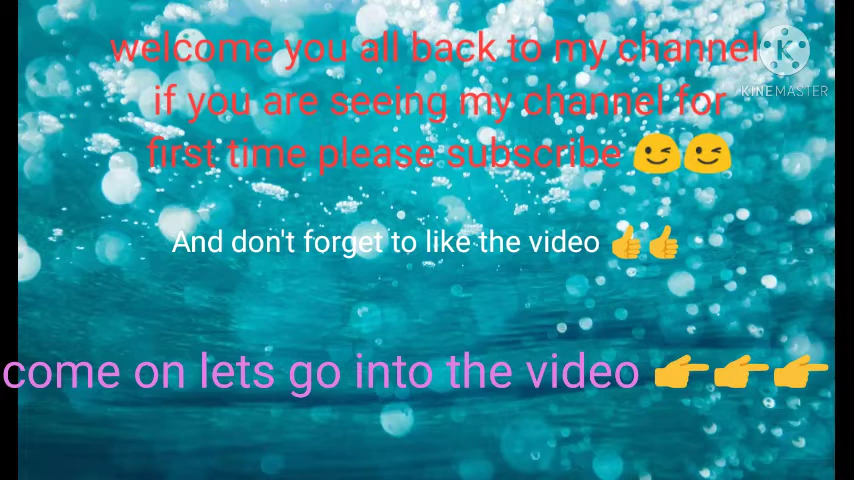 welcome you all back to my channel
if you are seeing my channel for
first time please subscribe 😉😉
And don't forget to like the video 👍👍
come on lets go into the video 👉👉👉
K
KINEMASTER